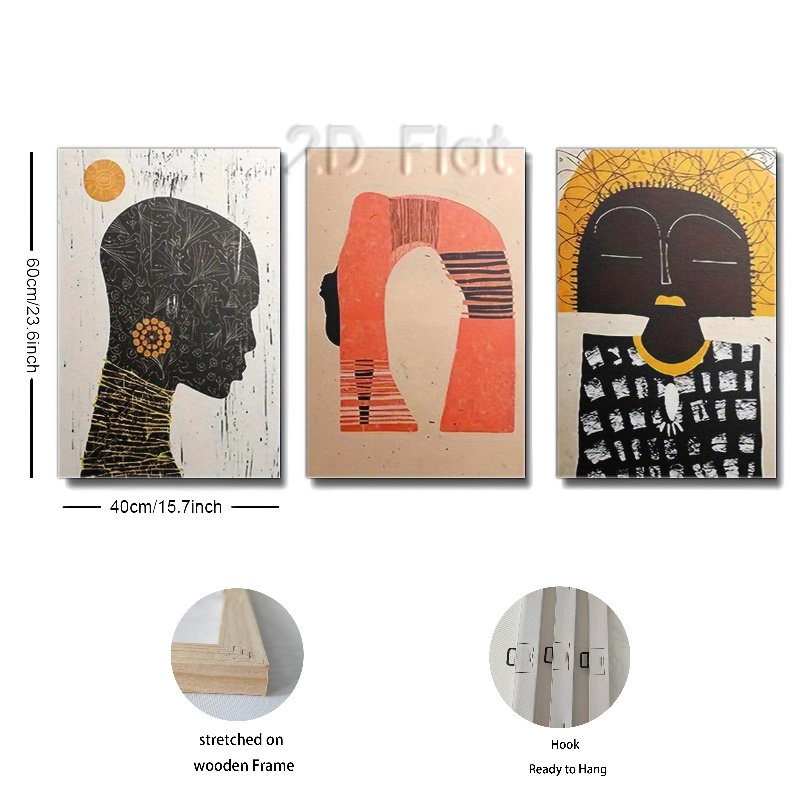 2D Flat
60cm/23.6inch
40cm/15.7inch
stretched on
wooden Frame
Hook
Ready to Hang